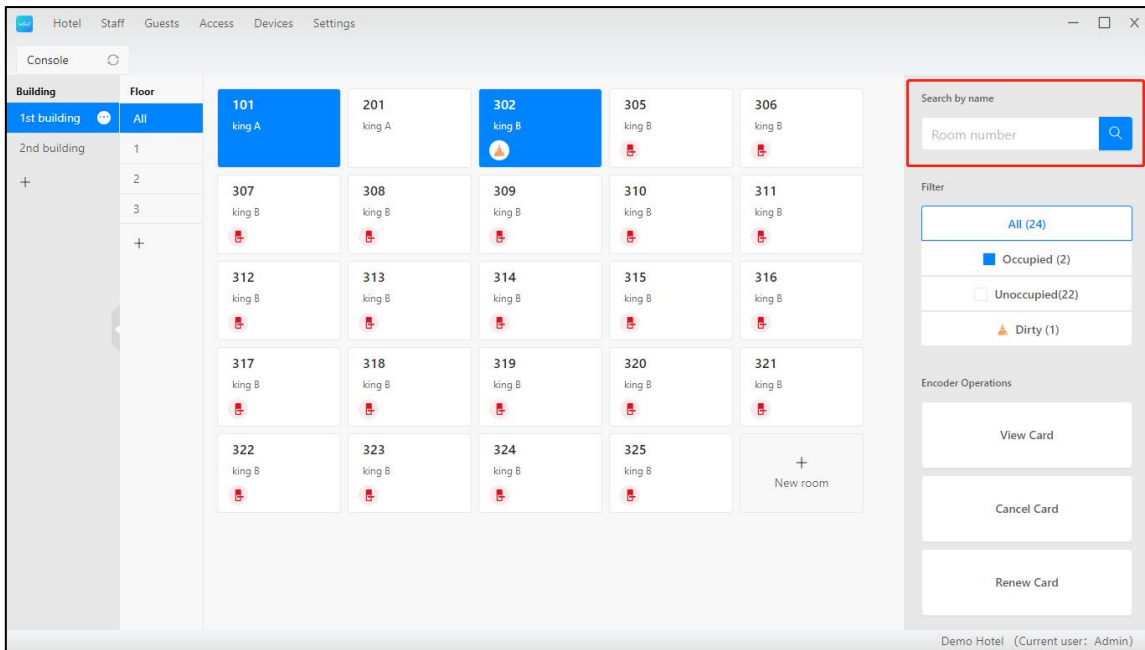 Hotel Staff Guests Access Devices Settings
Console
Building
1st building
2nd building
+
Floor
All
1
2
3
+
101
king A
201
king A
302
king B
305
king B
306
king B
307
king B
308
king B
309
king B
310
king B
311
king B
312
king B
313
king B
314
king B
315
king B
316
king B
317
king B
318
king B
319
king B
320
king B
321
king B
322
king B
323
king B
324
king B
325
king B
+
New room
Search by name
Room number
Filter
All (24)
Occupied (2)
Unoccupied(22)
Dirty (1)
Encoder Operations
View Card
Cancel Card
Renew Card
Demo Hotel (Current user: Admin)